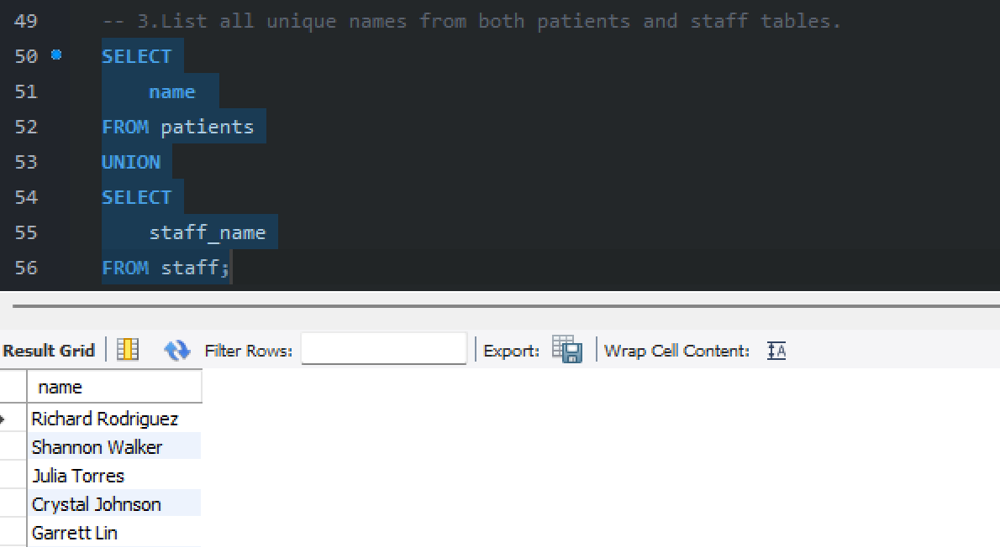 49 -- 3.List all unique names from both patients and staff tables.
50 SELECT
51 name
52 FROM patients
53 UNION
54 SELECT
55 staff_name
56 FROM staff;
Result Grid Filter Rows: Export: Wrap Cell Content: IA
name
Richard Rodriguez
Shannon Walker
Julia Torres
Crystal Johnson
Garrett Lin